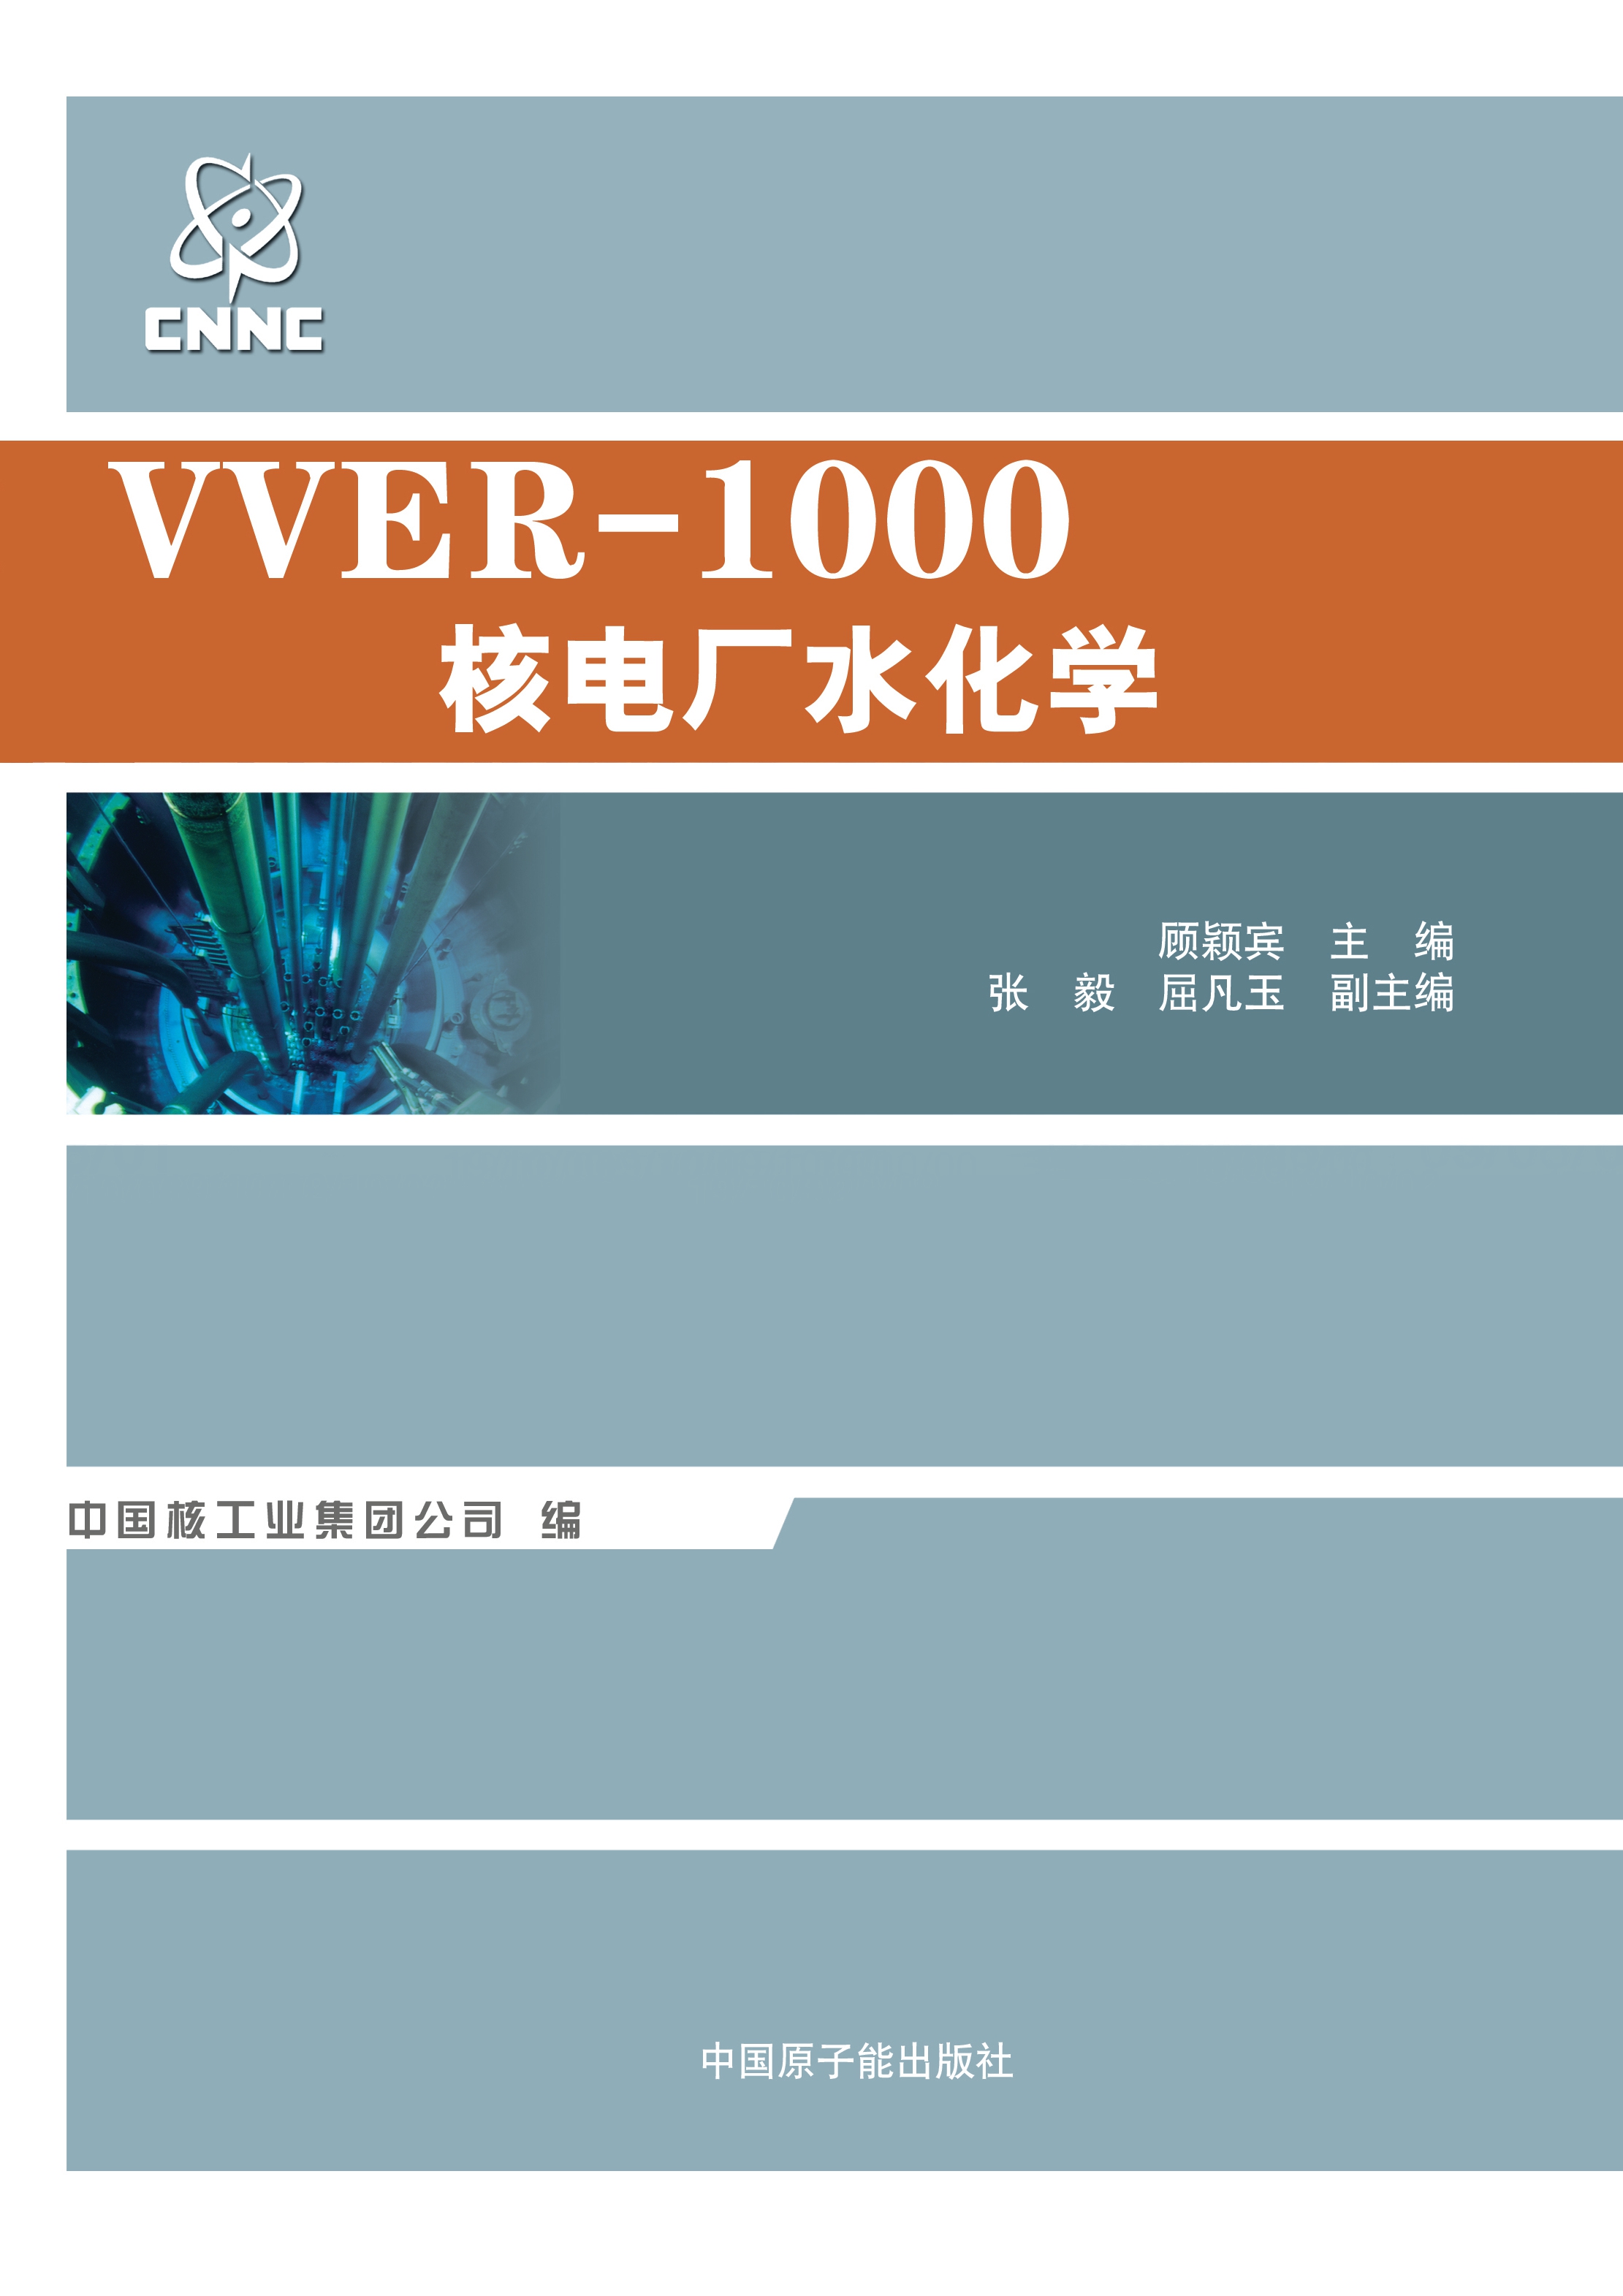 CNNC
VVER-1000
核电厂水化学
顾颖宾 主 编
张 毅 屈凡玉 副主编
中国核工业集团公司 编
中国原子能出版社